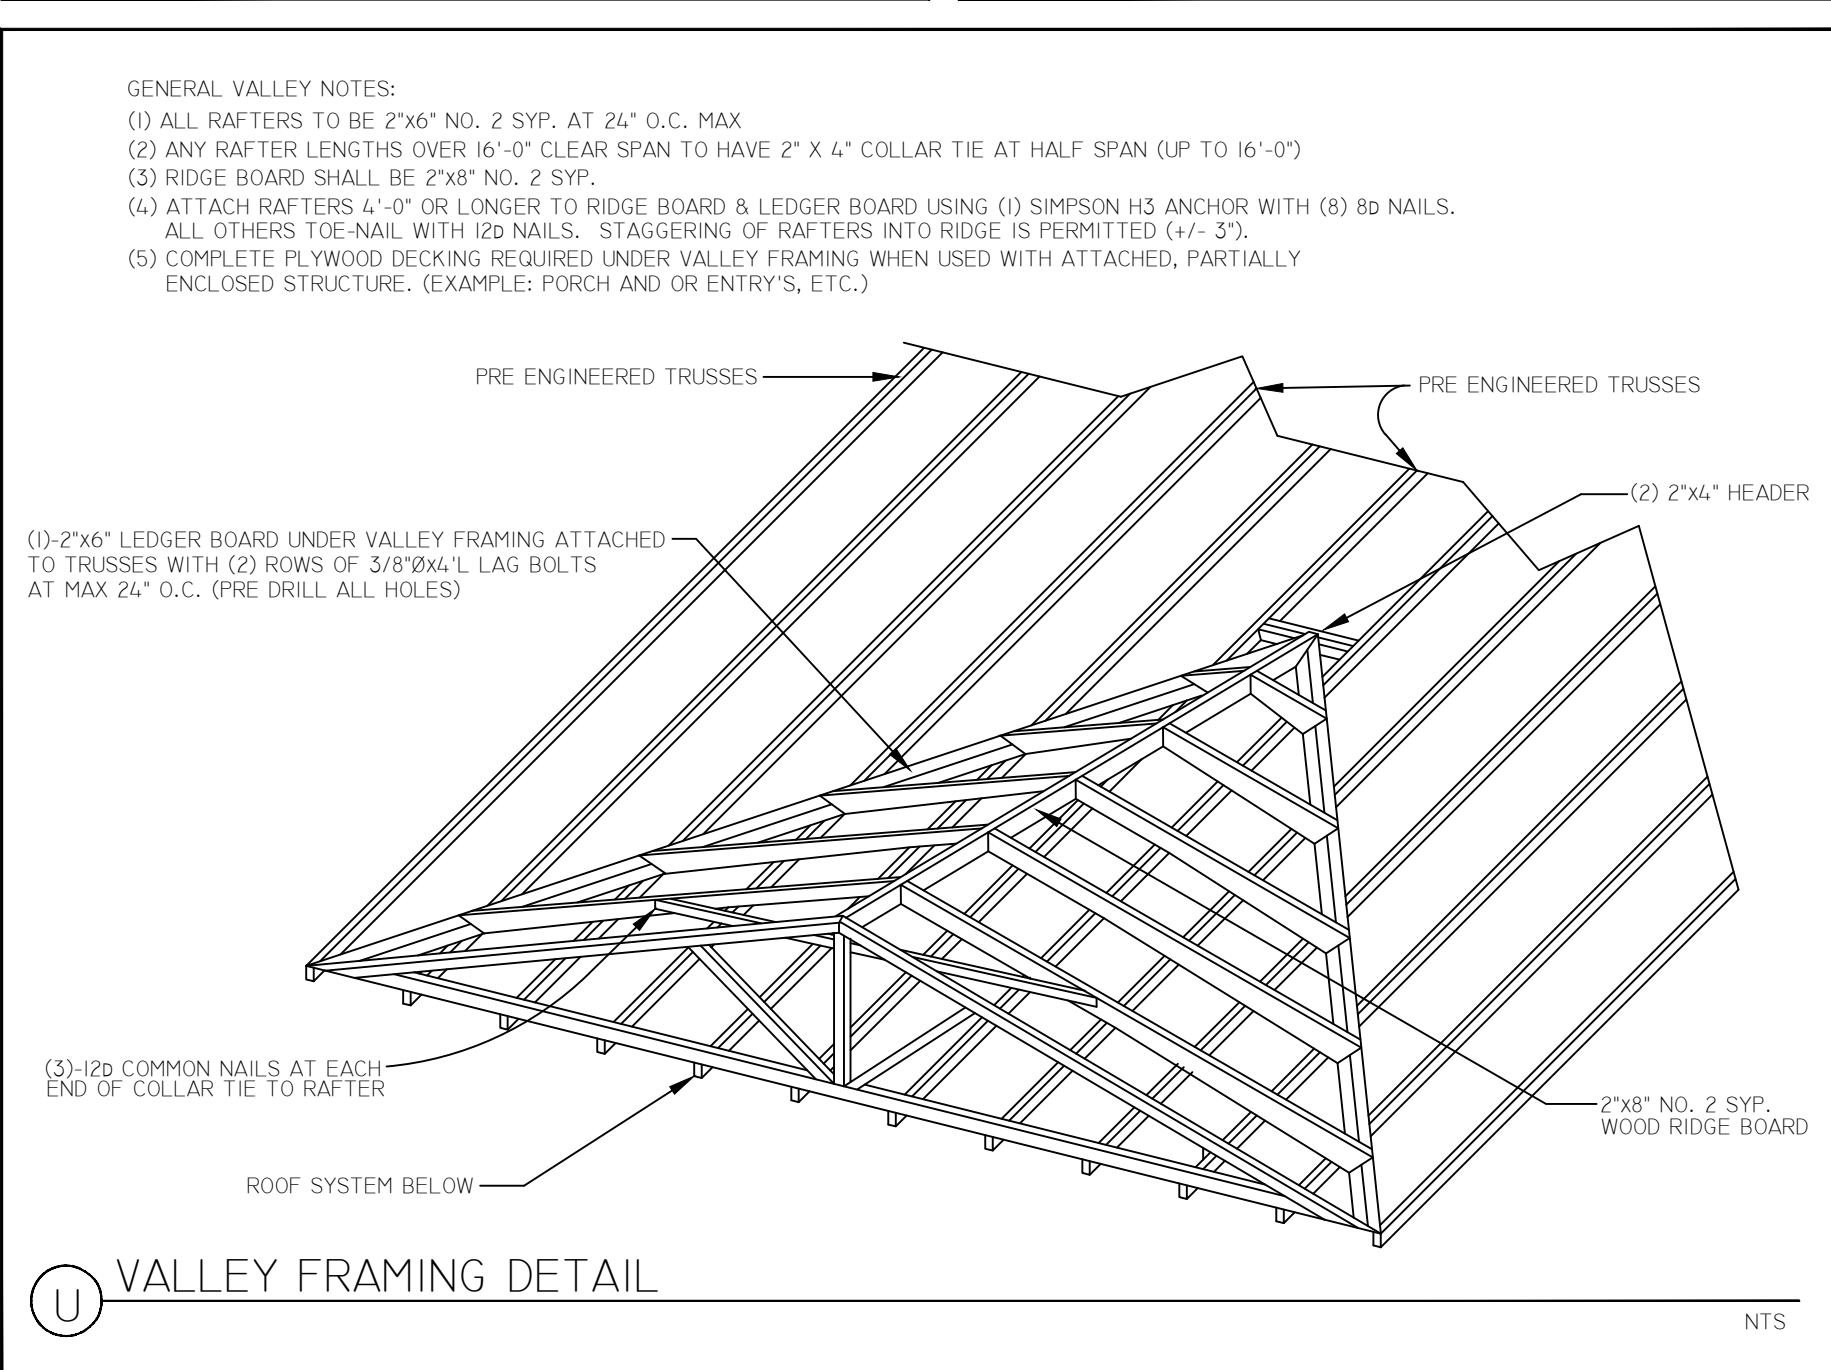 GENERAL VALLEY NOTES:
(1) ALL RAFTERS TO BE 2"x6" NO. 2 SYP. AT 24" O.C. MAX
(2) ANY RAFTER LENGTHS OVER 16'-0" CLEAR SPAN TO HAVE 2" X 4" COLLAR TIE AT HALF SPAN (UP TO 16'-0")
(3) RIDGE BOARD SHALL BE 2"x8" NO. 2 SYP.
(4) ATTACH RAFTERS 4'-0" OR LONGER TO RIDGE BOARD & LEDGER BOARD USING (1) SIMPSON H3 ANCHOR WITH (8) 8D NAILS.
ALL OTHERS TOE-NAIL WITH 12D NAILS. STAGGERING OF RAFTERS INTO RIDGE IS PERMITTED (+/- 3").
(5) COMPLETE PLYWOOD DECKING REQUIRED UNDER VALLEY FRAMING WHEN USED WITH ATTACHED, PARTIALLY
ENCLOSED STRUCTURE. (EXAMPLE: PORCH AND OR ENTRY'S, ETC.)
PRE ENGINEERED TRUSSES
PRE ENGINEERED TRUSSES
(2) 2"x4" HEADER
(1)-2"x6" LEDGER BOARD UNDER VALLEY FRAMING ATTACHED
TO TRUSSES WITH (2) ROWS OF 3/8"Øx4'L LAG BOLTS
AT MAX 24" O.C. (PRE DRILL ALL HOLES)
(3)-12D COMMON NAILS AT EACH
END OF COLLAR TIE TO RAFTER
2"x8" NO. 2 SYP.
WOOD RIDGE BOARD
ROOF SYSTEM BELOW
U VALLEY FRAMING DETAIL
NTS